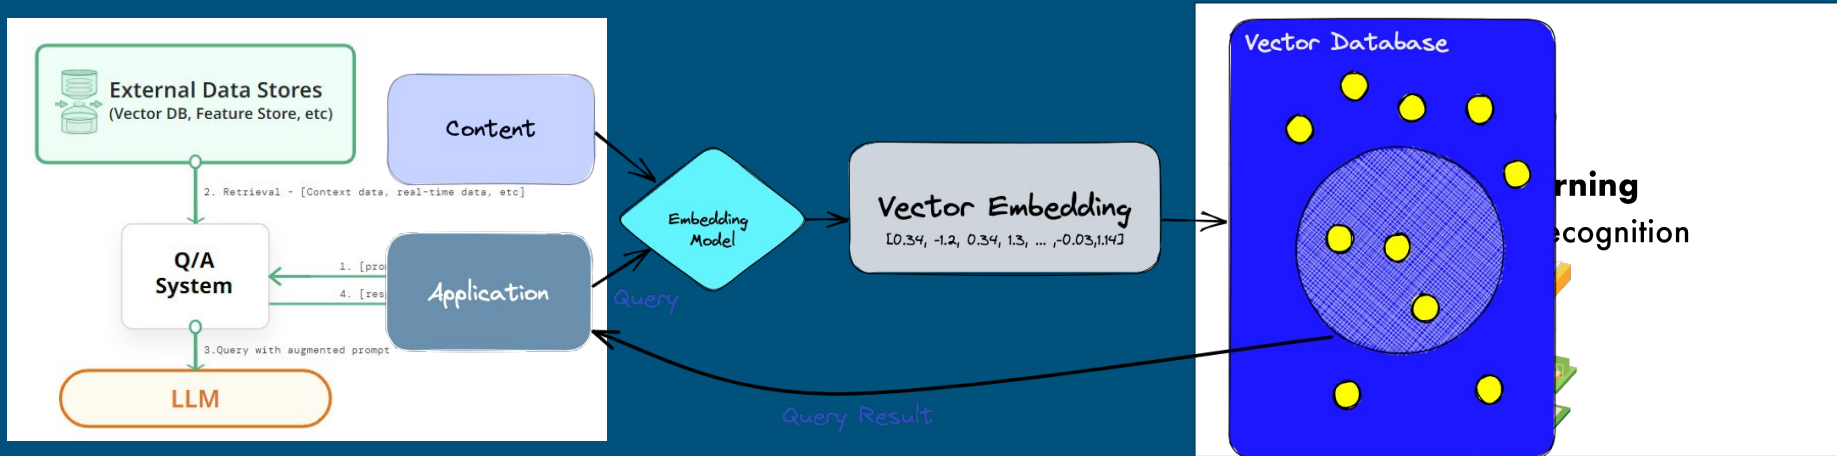 External Data Stores
(Vector DB, Feature Store, etc)
2. Retrieval - [Context data, real-time data, etc]
Q/A
System
1. [pro
4. [res
3.Query with augmented prompt
LLM
Content
Application
Query
Embedding
Model
Vector Embedding
[0.34, -1.2, 0.34, 1.3, ... ,-0.03,1.14]
Query Result
Vector Database
rning
ecognition